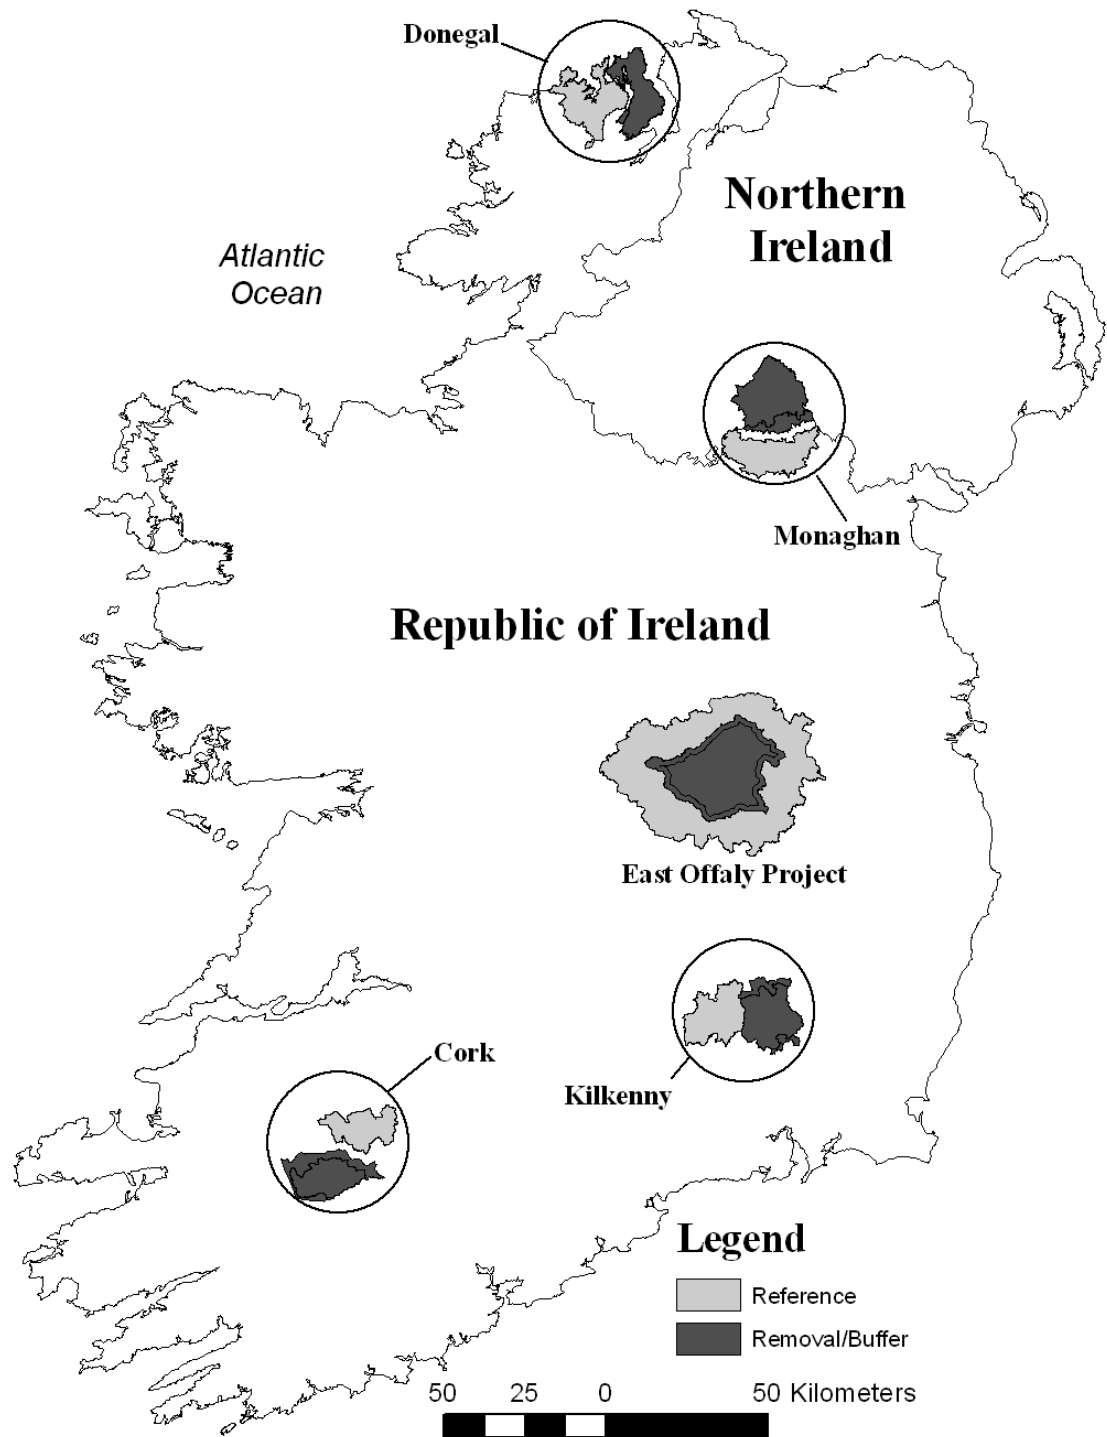 Donegal
Northern
Ireland
Atlantic
Ocean
Monaghan
Republic of Ireland
East Offaly Project
Cork
Kilkenny
Legend
Reference
Removal/Buffer
50 25 0 50 Kilometers